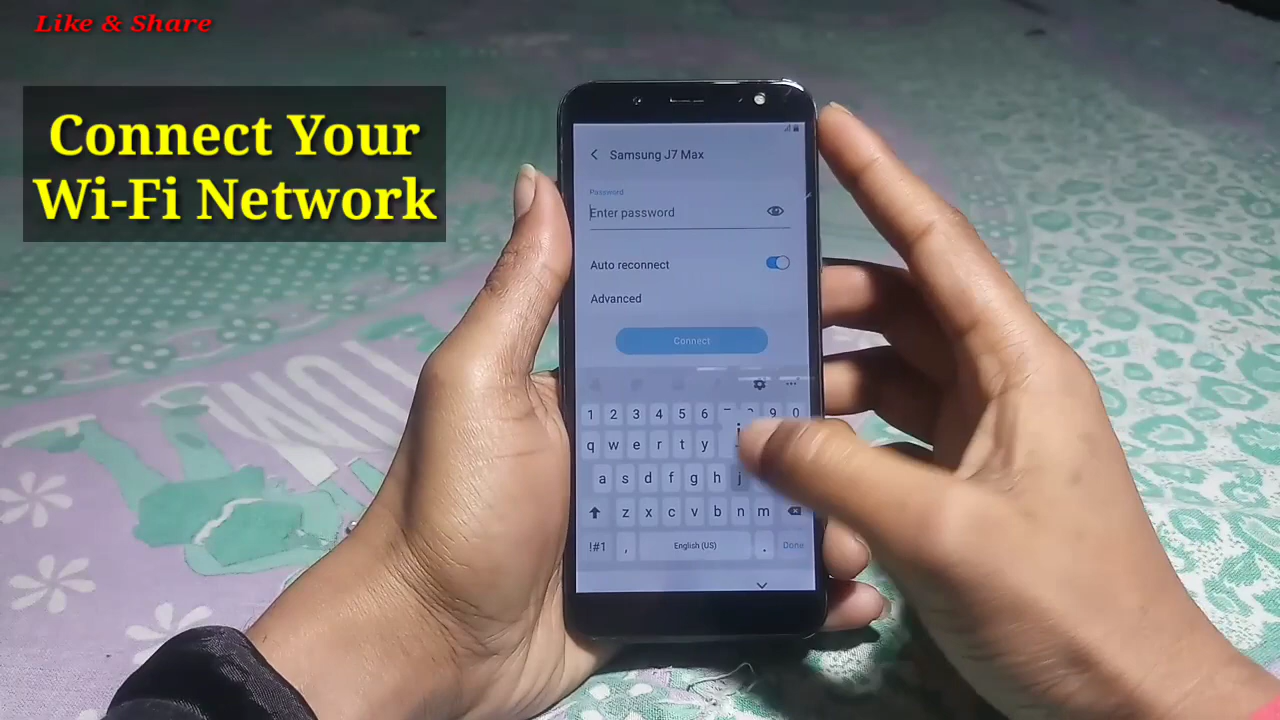 Like & Share
Connect Your
Wi-Fi Network
Samsung J7 Max
Password
Enter password
Auto reconnect
Advanced
Connect
1 2 3 4 5 6 9 0
q w e r t y
a s d f g h j
z x c v b n m
!#1 , English (US) . Done